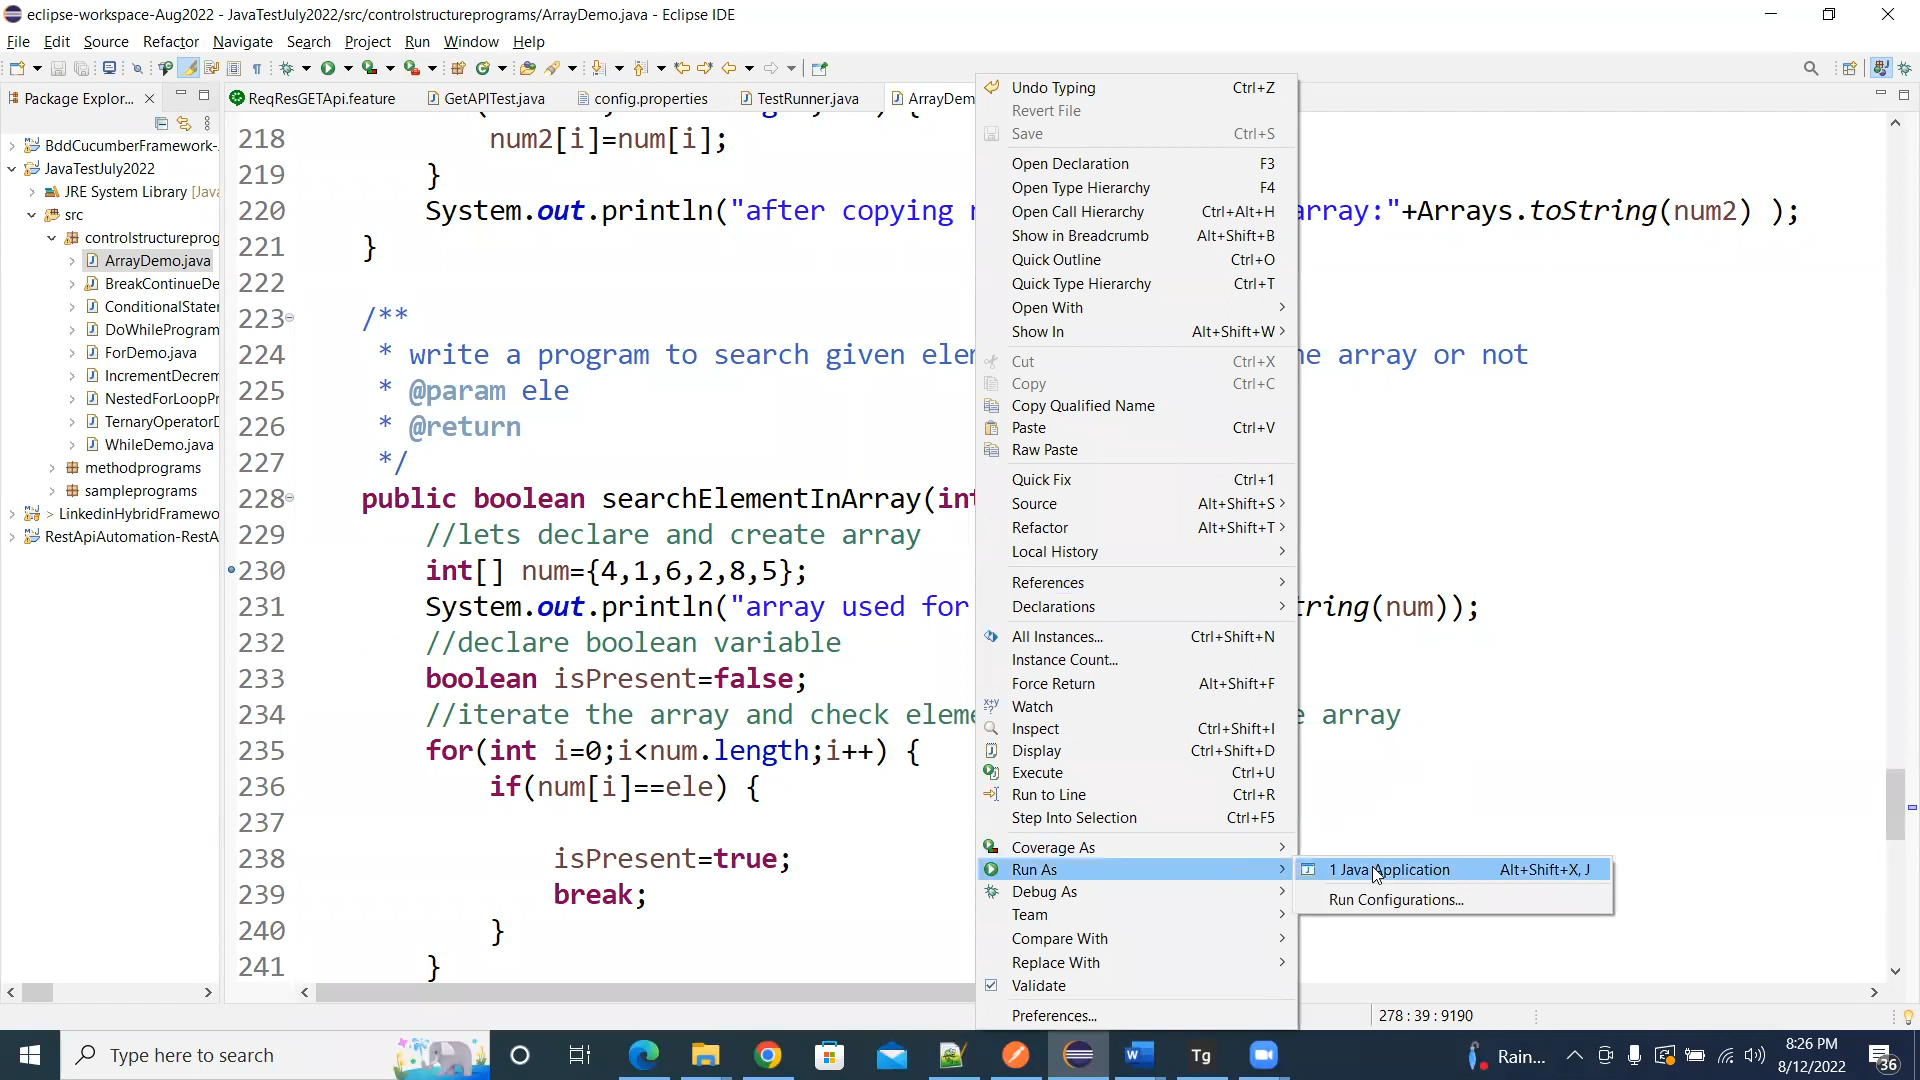 eclipse-workspace-Aug2022 - JavaTestJuly2022/src/controlstructureprograms/ArrayDemo.java - Eclipse IDE
File Edit Source Refactor Navigate Search Project Run Window Help
Package Explor...
ReqResGETApi.feature GetAPITest.java config.properties TestRunner.java ArrayDem
BddCucumberFramework-
JavaTestJuly2022
JRE System Library [Java
src
controlstructureprog
ArrayDemo.java
BreakContinueDe
ConditionalStater
DoWhileProgram
ForDemo.java
IncrementDecrem
NestedForLoopPr
TernaryOperatorD
WhileDemo.java
methodprograms
sampleprograms
> LinkedinHybridFramewo
RestApiAutomation-RestA
218 num2[i]=num[i];
219 }
220 System.out.println("after copying array:"+Arrays.toString(num2) );
221 }
222
223 /**
224 * write a program to search given ele array or not
225 * @param ele
226 * @return
227 */
228 public boolean searchElementInArray(int
229 //lets declare and create array
230 int[] num={4,1,6,2,8,5};
231 System.out.println("array used for tring(num));
232 //declare boolean variable
233 boolean isPresent=false;
234 //iterate the array and check eleme array
235 for(int i=0;i<num.length;i++) {
236 if(num[i]==ele) {
237
238 isPresent=true;
239 break;
240 }
241 }
Undo Typing Ctrl+Z
Revert File
Save Ctrl+S
Open Declaration F3
Open Type Hierarchy F4
Open Call Hierarchy Ctrl+Alt+H
Show in Breadcrumb Alt+Shift+B
Quick Outline Ctrl+O
Quick Type Hierarchy Ctrl+T
Open With >
Show In Alt+Shift+W >
Cut Ctrl+X
Copy Ctrl+C
Copy Qualified Name
Paste Ctrl+V
Raw Paste
Quick Fix Ctrl+1
Source Alt+Shift+S >
Refactor Alt+Shift+T >
Local History >
References >
Declarations >
All Instances... Ctrl+Shift+N
Instance Count...
Force Return Alt+Shift+F
Watch
Inspect Ctrl+Shift+I
Display Ctrl+Shift+D
Execute Ctrl+U
Run to Line Ctrl+R
Step Into Selection Ctrl+F5
Coverage As >
Run As >
Debug As >
Team >
Compare With >
Replace With >
Validate
Preferences...
1 Java Application Alt+Shift+X, J
Run Configurations...
278 : 39 : 9190
Type here to search
Tg
Rain...
8:26 PM
8/12/2022
36